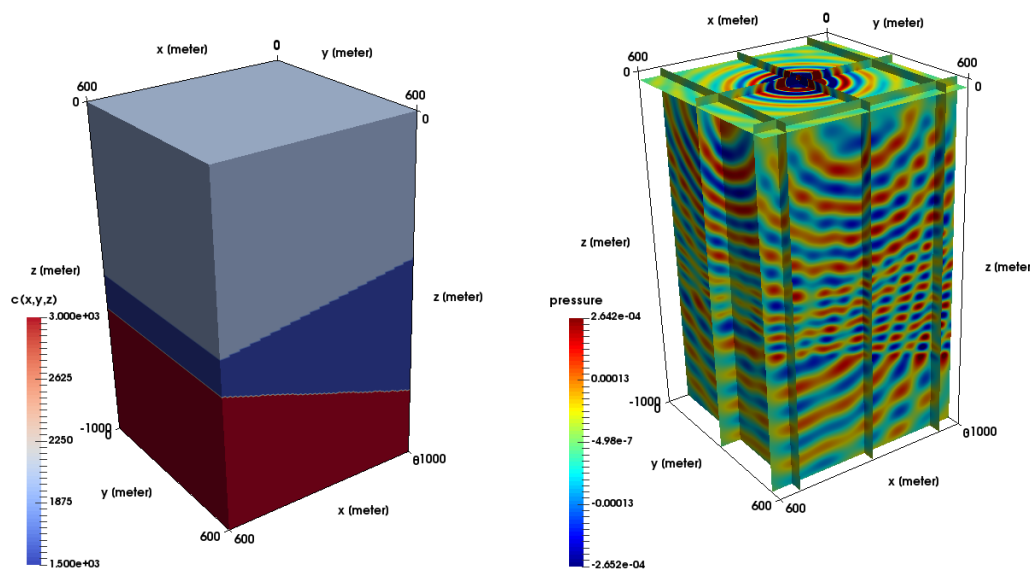 x (meter)
0
y (meter)
600
0
600
0
z (meter)
c(x,y,z)
3.000e+03
2625
2250
1875
1.500e+03
z (meter)
-1000
0
y (meter)
600
600
x (meter)
1000
x (meter)
0
y (meter)
600
0
600
0
z (meter)
z (meter)
pressure
2.642e-04
0.00013
-4.98e-7
-0.00013
-2.652e-04
-1000
0
y (meter)
600
600
x (meter)
1000